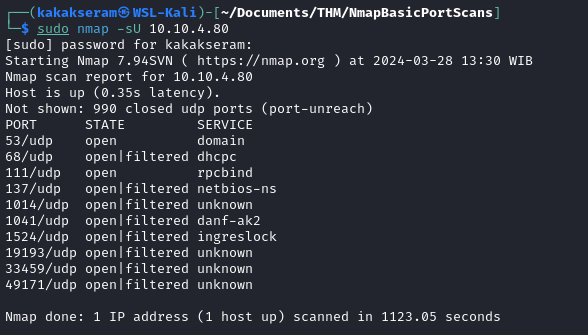 ┌──(kakakseram㉿WSL-Kali)-[~/Documents/THM/NmapBasicPortScans]
└─$ sudo nmap -sU 10.10.4.80
[sudo] password for kakakseram:
Starting Nmap 7.94SVN ( https://nmap.org ) at 2024-03-28 13:30 WIB
Nmap scan report for 10.10.4.80
Host is up (0.35s latency).
Not shown: 990 closed udp ports (port-unreach)
PORT      STATE         SERVICE
53/udp    open          domain
68/udp    open|filtered dhcpc
111/udp   open          rpcbind
137/udp   open|filtered netbios-ns
1014/udp  open|filtered unknown
1041/udp  open|filtered danf-ak2
1524/udp  open|filtered ingreslock
19193/udp open|filtered unknown
33459/udp open|filtered unknown
49171/udp open|filtered unknown
Nmap done: 1 IP address (1 host up) scanned in 1123.05 seconds